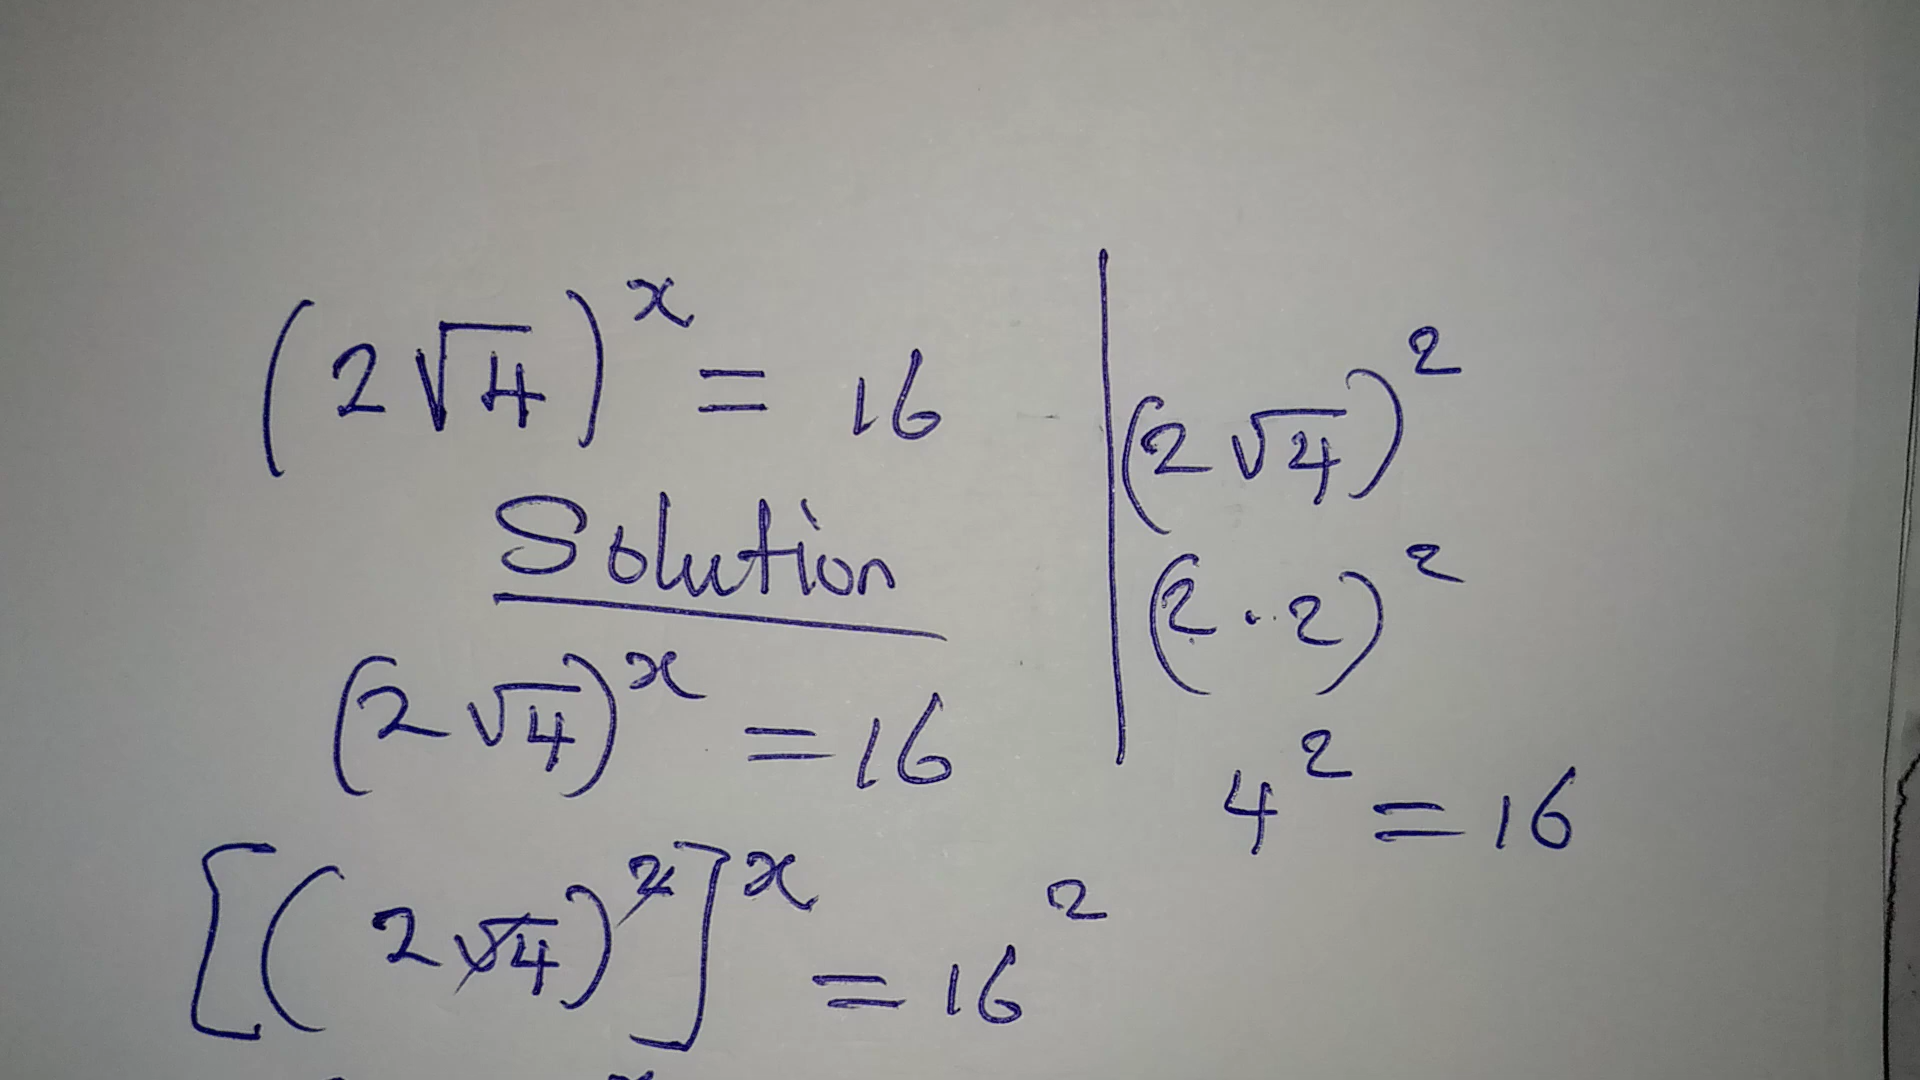 (2√4)^x = 16
Solution
(2√4)^x = 16
[(2√4)^2]^x = 16^2
(2√4)^2
(2·2)^2
4^2 = 16